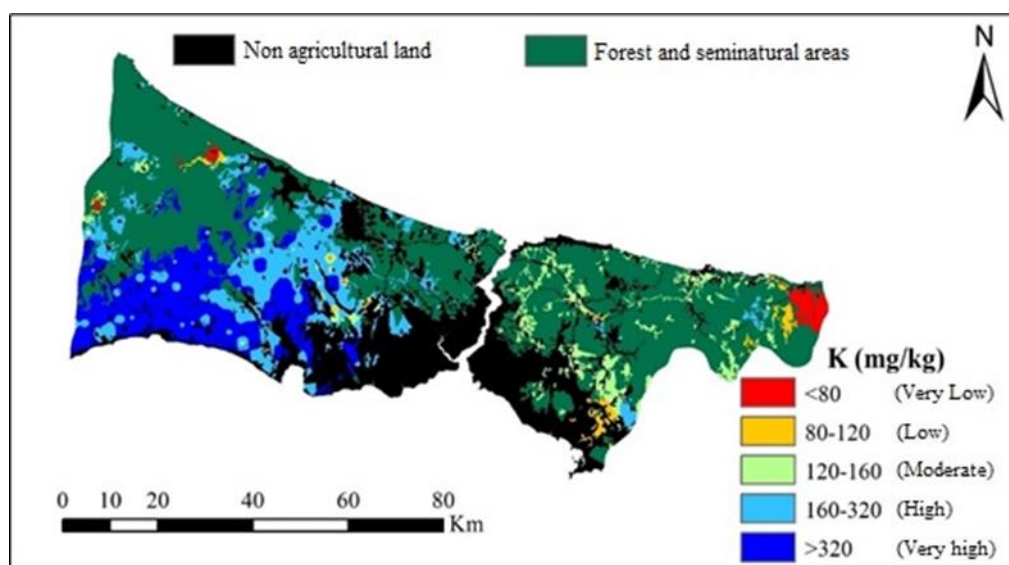 Non agricultural land
Forest and seminatural areas
N
K (mg/kg)
<80 (Very Low)
80-120 (Low)
120-160 (Moderate)
160-320 (High)
>320 (Very high)
0 10 20 40 60 80
Km